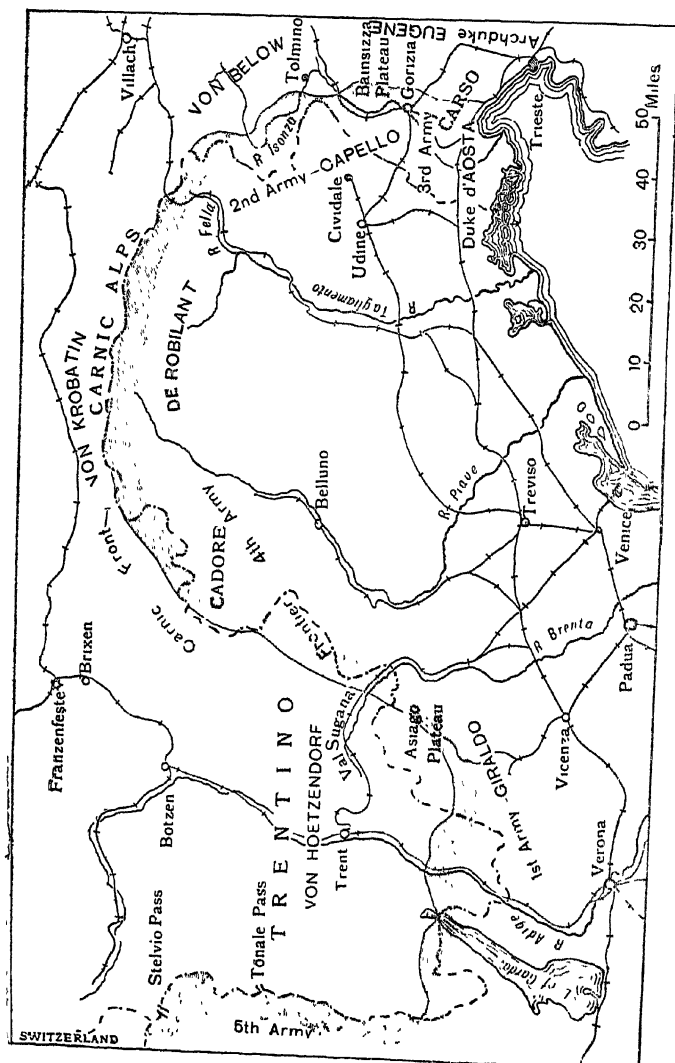 SWITZERLAND
Stelvio Pass
Tonale Pass
5th Army
Franzenfeste
Brixen
Botzen
TRENTINO
VON HOETZENDORF
Trent
Val Sugana
Asiago
Plateau
1st Army - GIRALDO
L. of Garda
R Adige
Verona
Vicenza
Padua
R Brenta
Carnic Front
Frontier
CADORE
4th Army
Belluno
R. Piave
Treviso
Venice
VON KROBATIN
CARNIC ALPS
DE ROBILANT
R Fella
R Tagliamento
Villach
VON BELOW
Tolmino
R Isonzo
2nd Army - CAPELLO
Cividale
Udine
Bainsizza
Plateau
Gorizia
3rd Army
CARSO
Duke d'AOSTA
Archduke EUGENE
Trieste
0 10 20 30 40 50 Miles